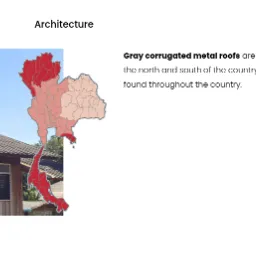 Architecture
Gray corrugated metal roofs are
the north and south of the country
found throughout the country.